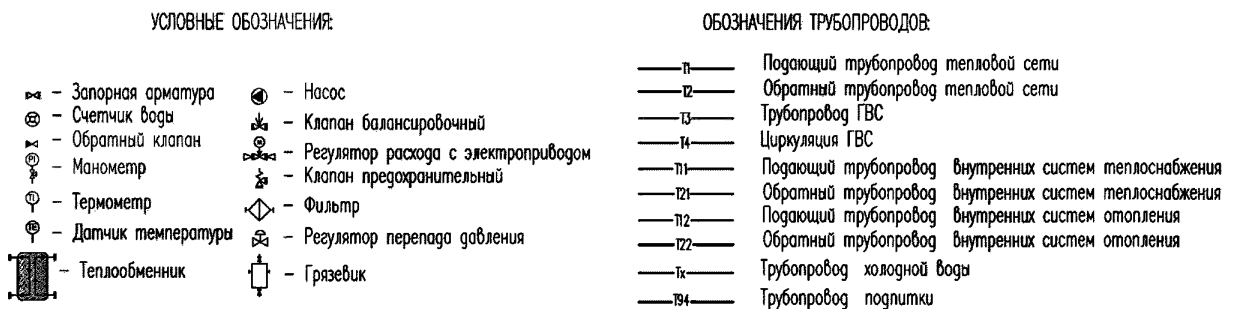 УСЛОВНЫЕ ОБОЗНАЧЕНИЯ:
– Запорная арматура
– Счетчик воды
– Обратный клапан
PI – Манометр
TI – Термометр
TE – Датчик температуры
– Теплообменник
– Насос
– Клапан балансировочный
– Регулятор расхода с электроприводом
– Клапан предохранительный
– Фильтр
– Регулятор перепада давления
– Грязевик
ОБОЗНАЧЕНИЯ ТРУБОПРОВОДОВ:
Т1 Подающий трубопровод тепловой сети
Т2 Обратный трубопровод тепловой сети
Т3 Трубопровод ГВС
Т4 Циркуляция ГВС
Т11 Подающий трубопровод внутренних систем теплоснабжения
Т21 Обратный трубопровод внутренних систем теплоснабжения
Т12 Подающий трубопровод внутренних систем отопления
Т22 Обратный трубопровод внутренних систем отопления
Тх Трубопровод холодной воды
Т94 Трубопровод подпитки